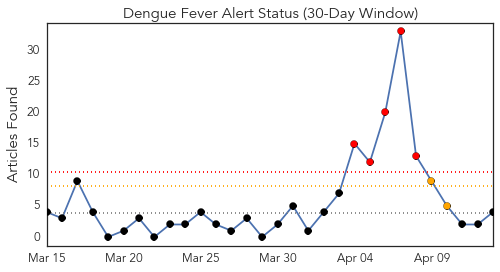 Dengue Fever Alert Status (30-Day Window)
Articles Found
30
25
20
15
10
5
0
Mar 15 Mar 20 Mar 25 Mar 30 Apr 04 Apr 09